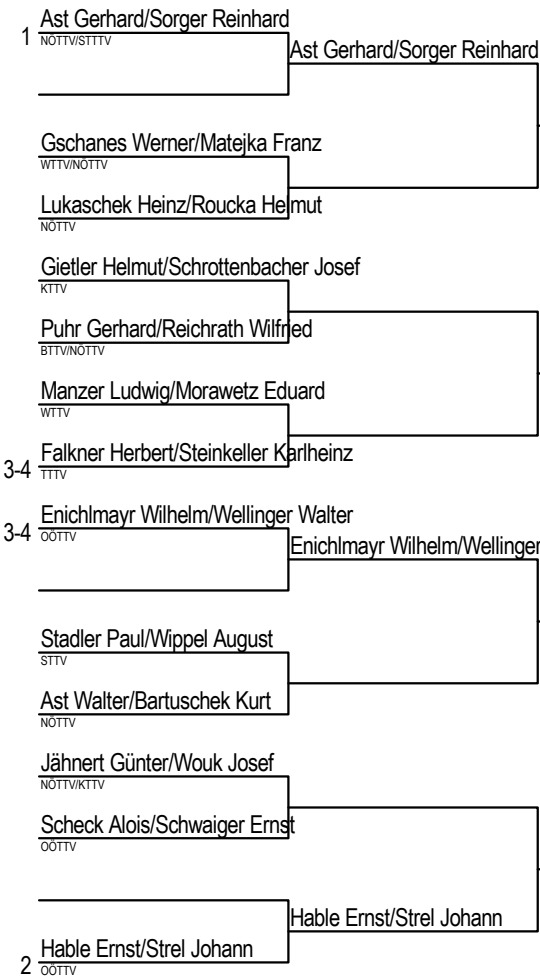 Ast Gerhard/Sorger Reinhard
1
NÖTTV/STTTV
Ast Gerhard/Sorger Reinhard
Gschanes Werner/Matejka Franz
WTTV/NÖTTV
Lukaschek Heinz/Roucka Helmut
NÖTTV
Gietler Helmut/Schrottenbacher Josef
KTTV
Puhr Gerhard/Reichrath Wilfried
BTTV/NÖTTV
Manzer Ludwig/Morawetz Eduard
WTTV
Falkner Herbert/Steinkeller Karlheinz
3-4
TTTV
Enichlmayr Wilhelm/Wellinger Walter
3-4
OÖTTV
Enichlmayr Wilhelm/Wellinger
Stadler Paul/Wippel August
STTV
Ast Walter/Bartuschek Kurt
NÖTTV
Jähnert Günter/Wouk Josef
NÖTTV/KTTV
Scheck Alois/Schwaiger Ernst
OÖTTV
Hable Ernst/Strel Johann
Hable Ernst/Strel Johann
2
OÖTTV